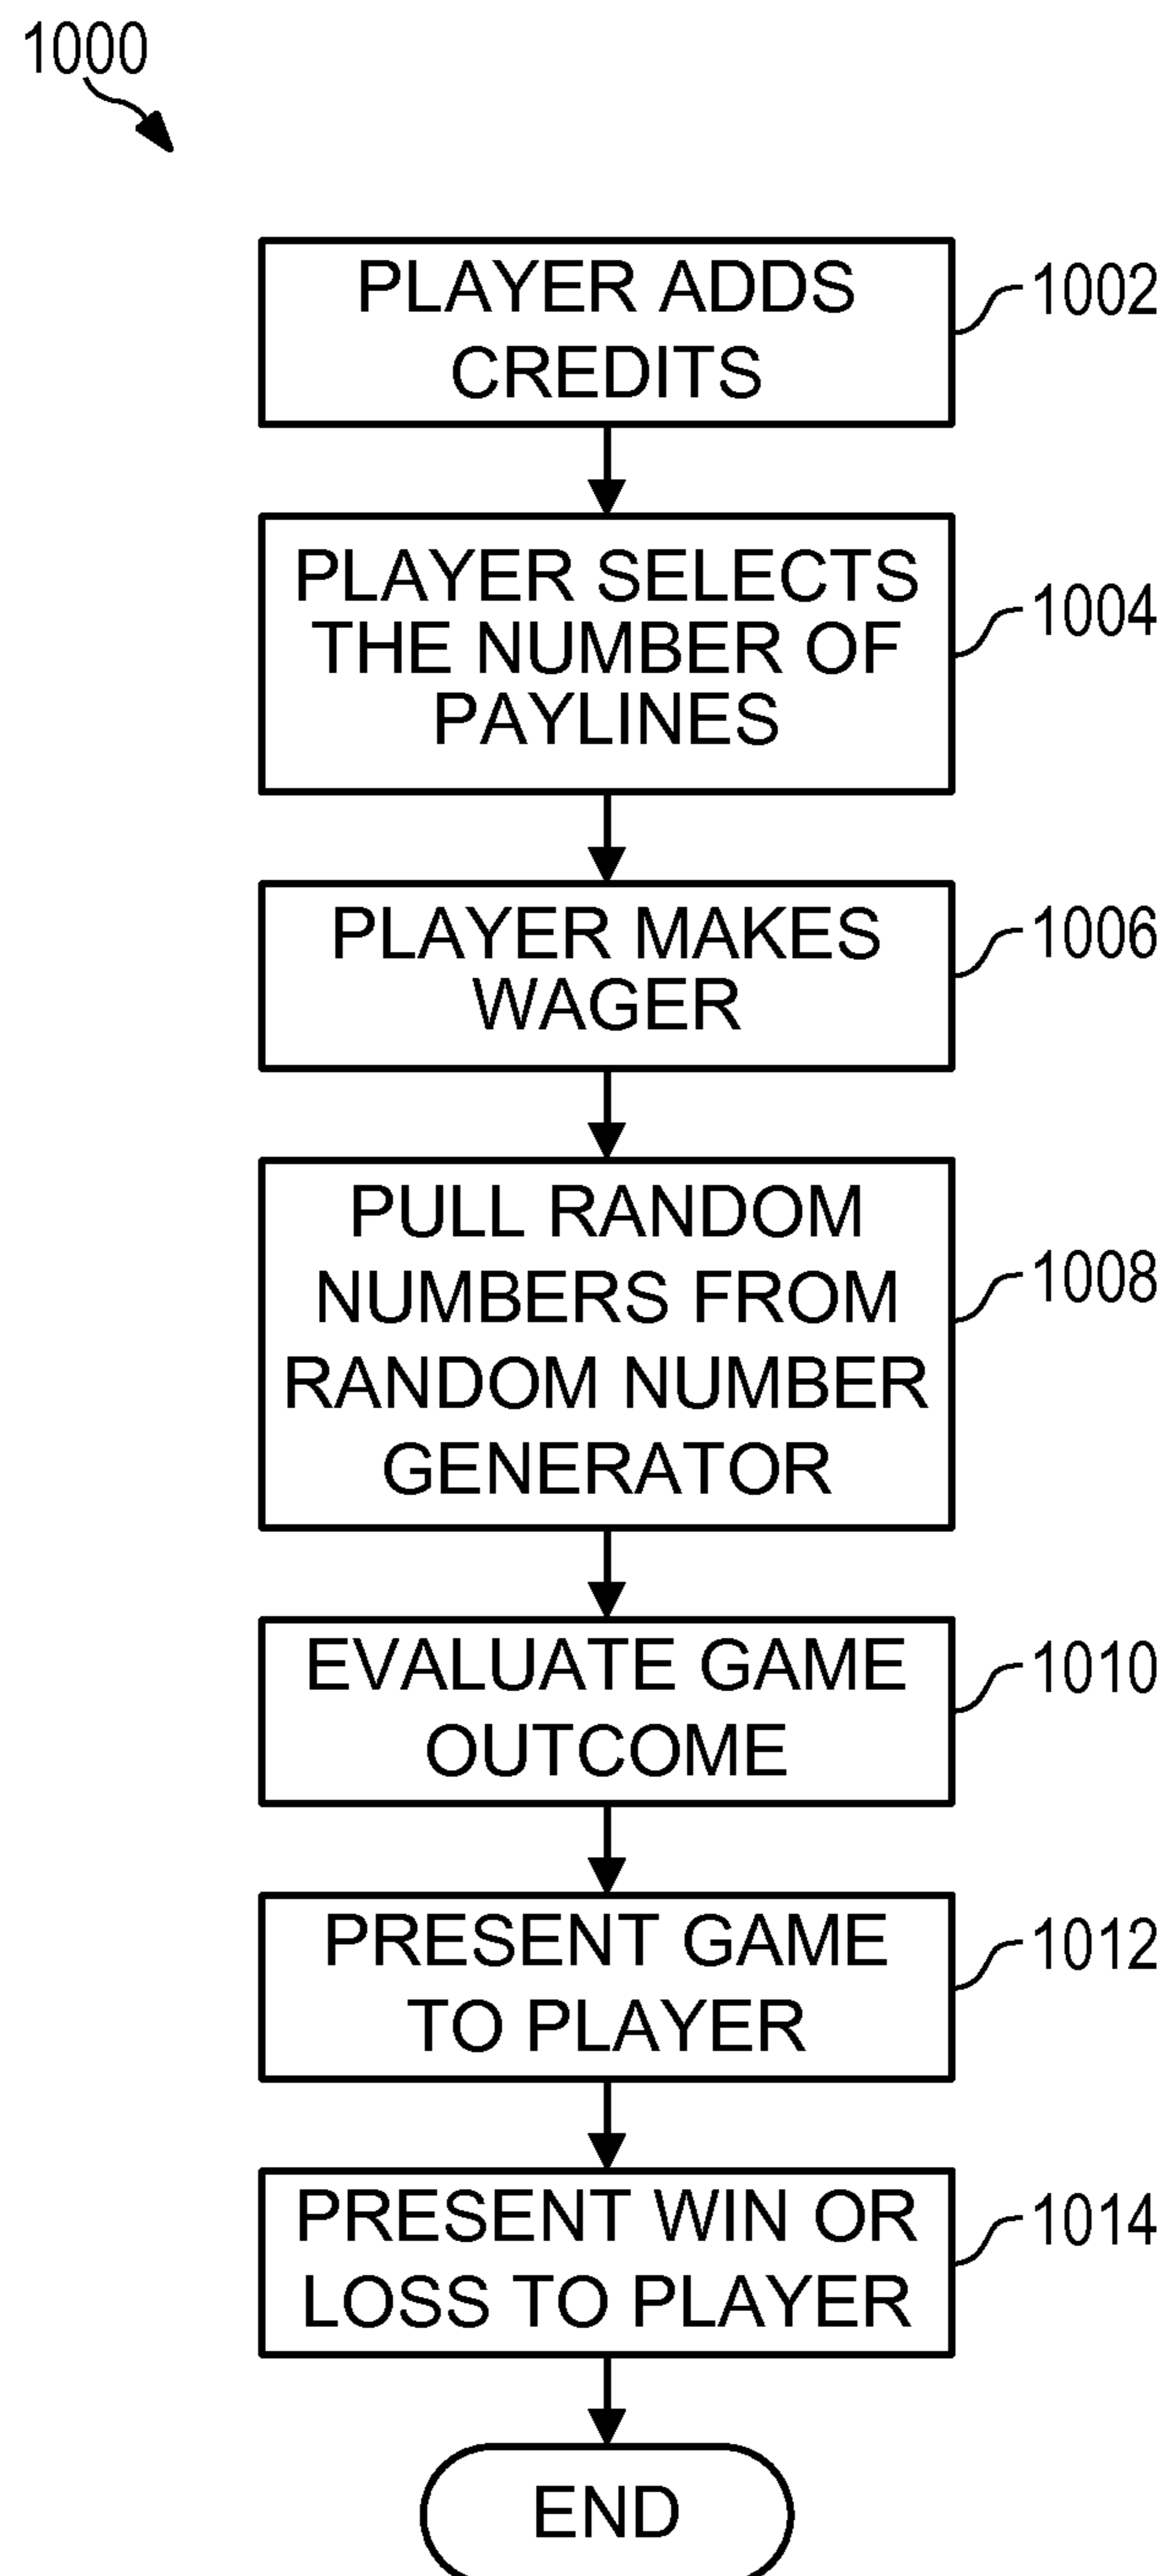 1000
PLAYER ADDS
CREDITS
1002
PLAYER SELECTS
THE NUMBER OF
PAYLINES
1004
PLAYER MAKES
WAGER
1006
PULL RANDOM
NUMBERS FROM
RANDOM NUMBER
GENERATOR
1008
EVALUATE GAME
OUTCOME
1010
PRESENT GAME
TO PLAYER
1012
PRESENT WIN OR
LOSS TO PLAYER
1014
END